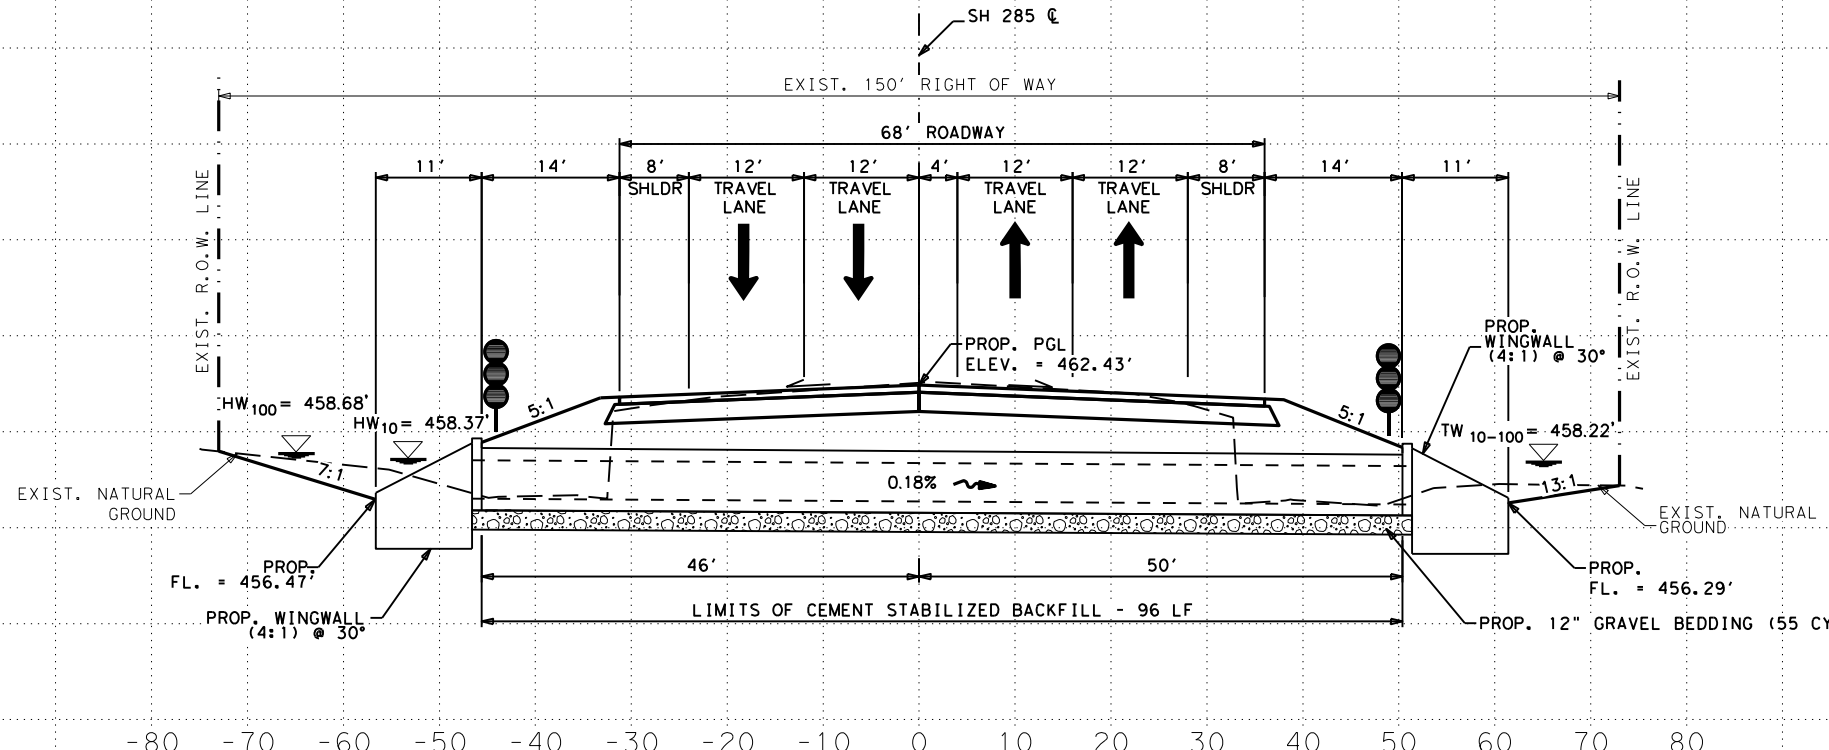 SH 285 ℄
EXIST. 150' RIGHT OF WAY
68' ROADWAY
11'
14'
8'
12'
12'
4'
12'
12'
8'
14'
11'
SHLDR
TRAVEL
LANE
TRAVEL
LANE
TRAVEL
LANE
TRAVEL
LANE
SHLDR
EXIST. R.O.W. LINE
EXIST. R.O.W. LINE
PROP. PGL
ELEV. = 462.43'
PROP.
WINGWALL
(4:1) @ 30°
HW100= 458.68'
HW10= 458.37'
5:1
5:1
TW 10-100= 458.22'
7:1
0.18%
13:1
EXIST. NATURAL
GROUND
EXIST. NATURAL
GROUND
PROP.
FL. = 456.47'
46'
50'
PROP.
FL. = 456.29'
PROP. WINGWALL
(4:1) @ 30°
LIMITS OF CEMENT STABILIZED BACKFILL - 96 LF
PROP. 12" GRAVEL BEDDING (55 CY
-80 -70 -60 -50 -40 -30 -20 -10 0 10 20 30 40 50 60 70 80